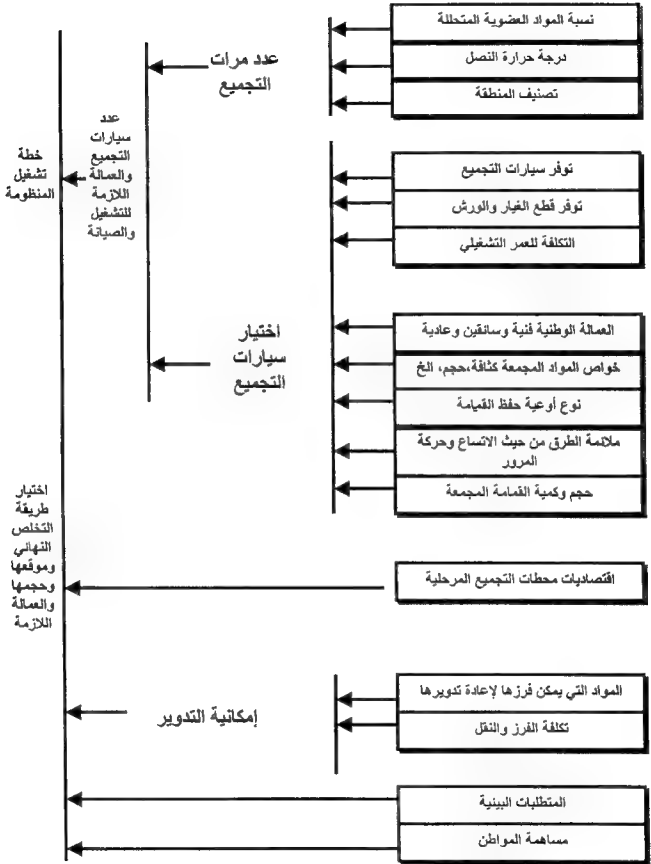 نسبة المواد العضوية المتحللة
درجة حرارة النصل
تصنيف المنطقة
عدد مرات
التجميع
توفر سيارات التجميع
توفر قطع الغيار والورش
التكلفة للعمر التشغيلي
عدد
سيارات
التجميع
والعمالة
اللازمة
للتشغيل
والصيانة
خطة
تشغيل
المنظومة
العمالة الوطنية فنية وسائقين وعادية
خواص المواد المجمعة كثافة،حجم، الخ
نوع أوعية حفظ القمامة
ملائمة الطرق من حيث الاتساع وحركة
المرور
حجم وكمية القمامة المجمعة
اختيار
سيارات
التجميع
اختيار
طريقة
التخلص
النهائي
وموقعها
وحجمها
والعمالة
اللازمة
اقتصاديات محطات التجميع المرحلية
المواد التي يمكن فرزها لإعادة تدويرها
تكلفة الفرز والنقل
إمكانية التدوير
المتطلبات البينية
مساهمة المواطن